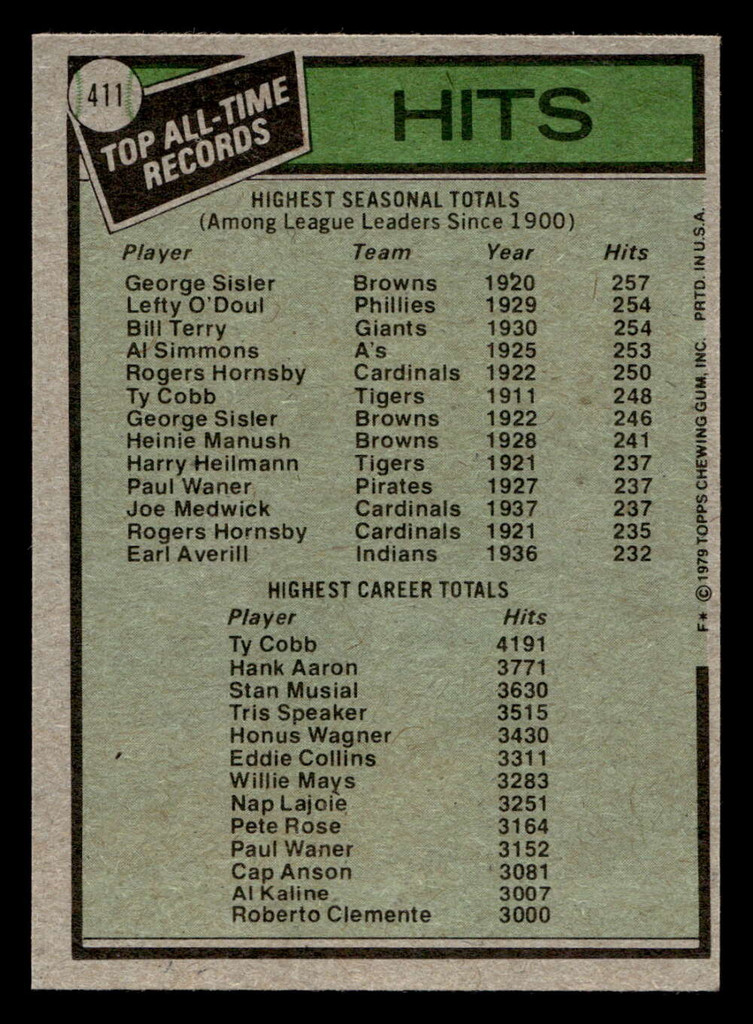 411
TOP ALL-TIME
RECORDS
HITS
HIGHEST SEASONAL TOTALS
(Among League Leaders Since 1900)
Player Team Year Hits
George Sisler Browns 1920 257
Lefty O'Doul Phillies 1929 254
Bill Terry Giants 1930 254
Al Simmons A's 1925 253
Rogers Hornsby Cardinals 1922 250
Ty Cobb Tigers 1911 248
George Sisler Browns 1922 246
Heinie Manush Browns 1928 241
Harry Heilmann Tigers 1921 237
Paul Waner Pirates 1927 237
Joe Medwick Cardinals 1937 237
Rogers Hornsby Cardinals 1921 235
Earl Averill Indians 1936 232
HIGHEST CAREER TOTALS
Player Hits
Ty Cobb 4191
Hank Aaron 3771
Stan Musial 3630
Tris Speaker 3515
Honus Wagner 3430
Eddie Collins 3311
Willie Mays 3283
Nap Lajoie 3251
Pete Rose 3164
Paul Waner 3152
Cap Anson 3081
Al Kaline 3007
Roberto Clemente 3000
F* © 1979 TOPPS CHEWING GUM, INC. PRTD. IN U.S.A.